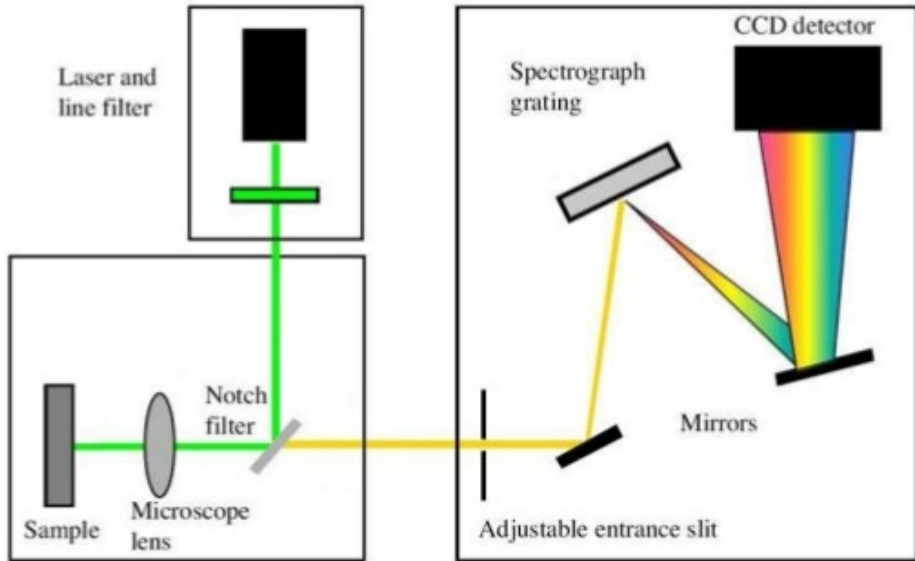 Laser and
line filter
CCD detector
Spectrograph
grating
Notch
filter
Mirrors
Sample
Microscope
lens
Adjustable entrance slit